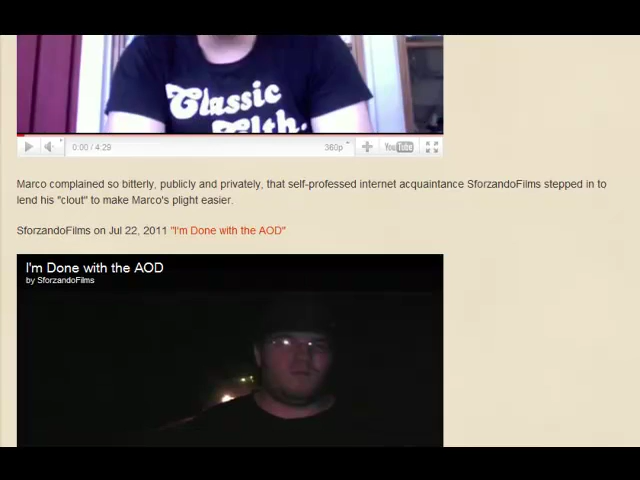 Classic
Filth.
0:00 / 4:29
360p
YouTube
Marco complained so bitterly, publicly and privately, that self-professed internet acquaintance SforzandoFilms stepped in to
lend his "clout" to make Marco's plight easier.
SforzandoFilms on Jul 22, 2011 "I'm Done with the AOD"
I'm Done with the AOD
by SforzandoFilms